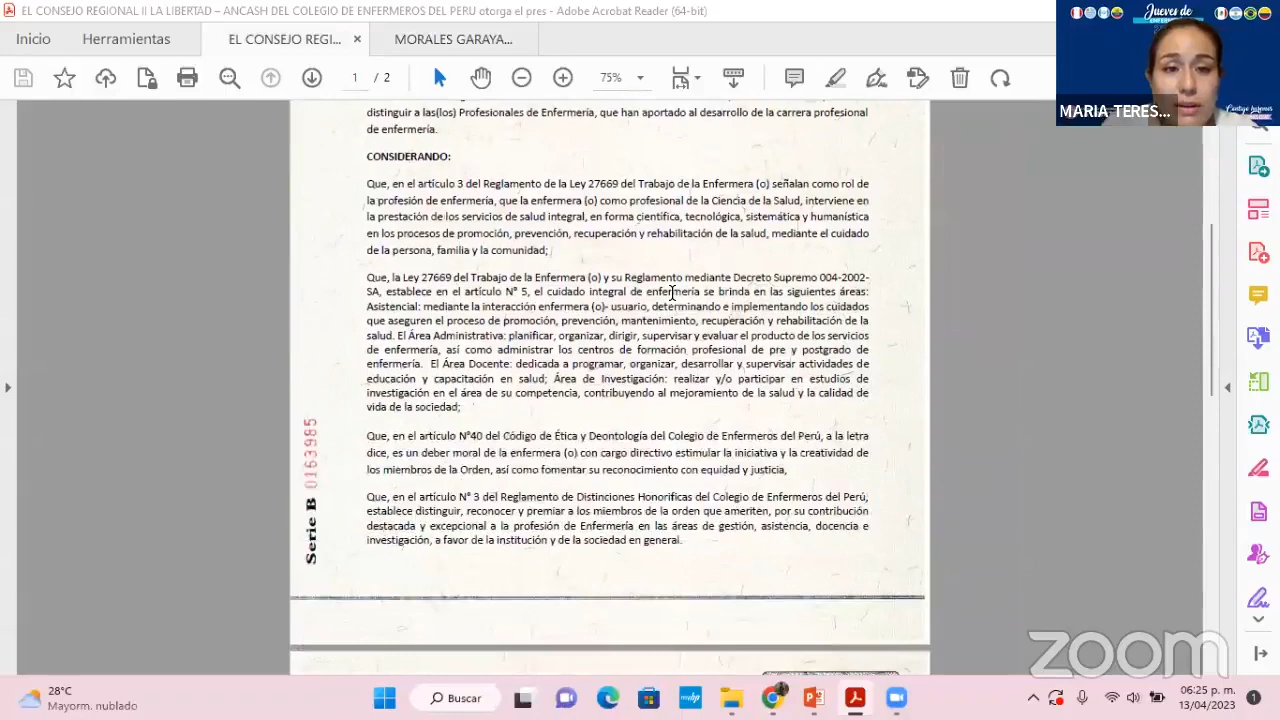 EL CONSEJO REGIONAL II LA LIBERTAD – ANCASH DEL COLEGIO DE ENFERMEROS DEL PERÚ otorga el pres - Adobe Acrobat Reader (64-bit)
Inicio
Herramientas
EL CONSEJO REGI...
MORALES GARAYA...
1 / 2
75%
Jueves de
MARIA TERES...
distinguir a las(los) Profesionales de Enfermería, que han aportado al desarrollo de la carrera profesional
de enfermería.
CONSIDERANDO:
Que, en el artículo 3 del Reglamento de la Ley 27669 del Trabajo de la Enfermera (o) señalan como rol de
la profesión de enfermería, que la enfermera (o) como profesional de la Ciencia de la Salud, interviene en
la prestación de los servicios de salud integral, en forma científica, tecnológica, sistemática y humanística
en los procesos de promoción, prevención, recuperación y rehabilitación de la salud, mediante el cuidado
de la persona, familia y la comunidad;
Que, la Ley 27669 del Trabajo de la Enfermera (o) y su Reglamento mediante Decreto Supremo 004-2002-
SA, establece en el artículo N° 5, el cuidado integral de enfermería se brinda en las siguientes áreas:
Asistencial: mediante la interacción enfermera (o)- usuario, determinando e implementando los cuidados
que aseguren el proceso de promoción, prevención, mantenimiento, recuperación y rehabilitación de la
salud. El Área Administrativa: planificar, organizar, dirigir, supervisar y evaluar el producto de los servicios
de enfermería, así como administrar los centros de formación profesional de pre y postgrado de
enfermería. El Área Docente: dedicada a programar, organizar, desarrollar y supervisar actividades de
educación y capacitación en salud; Área de Investigación: realizar y/o participar en estudios de
investigación en el área de su competencia, contribuyendo al mejoramiento de la salud y la calidad de
vida de la sociedad;
Que, en el artículo N°40 del Código de Ética y Deontología del Colegio de Enfermeros del Perú, a la letra
dice, es un deber moral de la enfermera (o) con cargo directivo estimular la iniciativa y la creatividad de
los miembros de la Orden, así como fomentar su reconocimiento con equidad y justicia,
Que, en el artículo N° 3 del Reglamento de Distinciones Honorificas del Colegio de Enfermeros del Perú,
establece distinguir, reconocer y premiar a los miembros de la orden que ameriten, por su contribución
destacada y excepcional a la profesión de Enfermería en las áreas de gestión, asistencia, docencia e
investigación, a favor de la institución y de la sociedad en general.
Serie B 0163985
zoom
28°C
Mayorm. nublado
Buscar
06:25 p. m.
13/04/2023